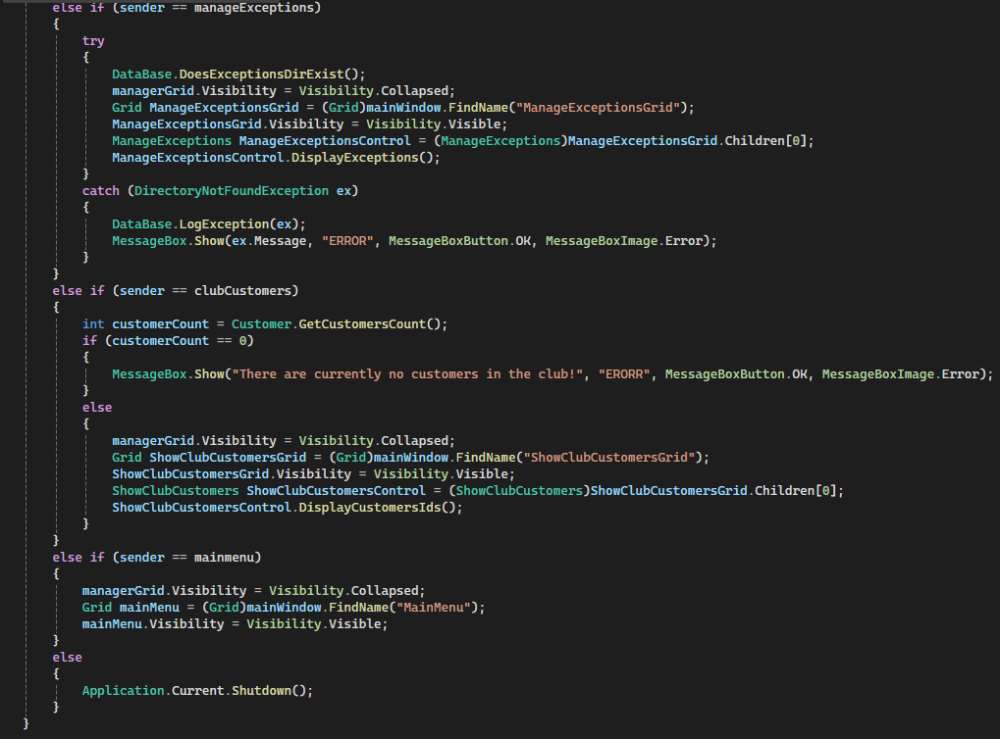 else if (sender == manageExceptions)
{
try
{
DataBase.DoesExceptionsDirExist();
managerGrid.Visibility = Visibility.Collapsed;
Grid ManageExceptionsGrid = (Grid)mainWindow.FindName("ManageExceptionsGrid");
ManageExceptionsGrid.Visibility = Visibility.Visible;
ManageExceptions ManageExceptionsControl = (ManageExceptions)ManageExceptionsGrid.Children[0];
ManageExceptionsControl.DisplayExceptions();
}
catch (DirectoryNotFoundException ex)
{
DataBase.LogException(ex);
MessageBox.Show(ex.Message, "ERROR", MessageBoxButton.OK, MessageBoxImage.Error);
}
}
else if (sender == clubCustomers)
{
int customerCount = Customer.GetCustomersCount();
if (customerCount == 0)
{
MessageBox.Show("There are currently no customers in the club!", "ERORR", MessageBoxButton.OK, MessageBoxImage.Error);
}
else
{
managerGrid.Visibility = Visibility.Collapsed;
Grid ShowClubCustomersGrid = (Grid)mainWindow.FindName("ShowClubCustomersGrid");
ShowClubCustomersGrid.Visibility = Visibility.Visible;
ShowClubCustomers ShowClubCustomersControl = (ShowClubCustomers)ShowClubCustomersGrid.Children[0];
ShowClubCustomersControl.DisplayCustomersIds();
}
}
else if (sender == mainmenu)
{
managerGrid.Visibility = Visibility.Collapsed;
Grid mainMenu = (Grid)mainWindow.FindName("MainMenu");
mainMenu.Visibility = Visibility.Visible;
}
else
{
Application.Current.Shutdown();
}
}